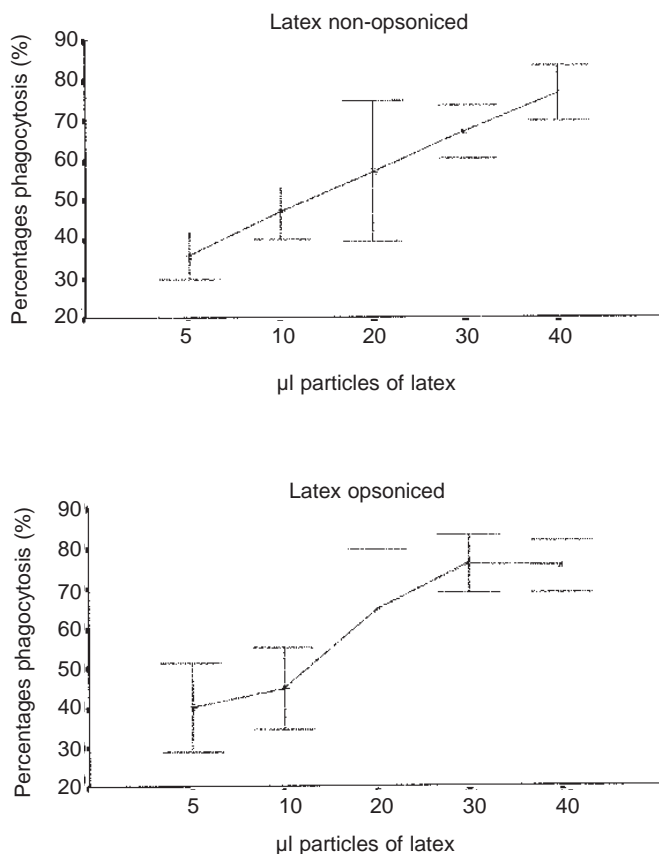 Latex non-opsoniced
Percentages phagocytosis (%)
90
80
70
60
50
40
30
20
5 10 20 30 40
µl particles of latex
Latex opsoniced
Percentages phagocytosis (%)
90
80
70
60
50
40
30
20
5 10 20 30 40
µl particles of latex